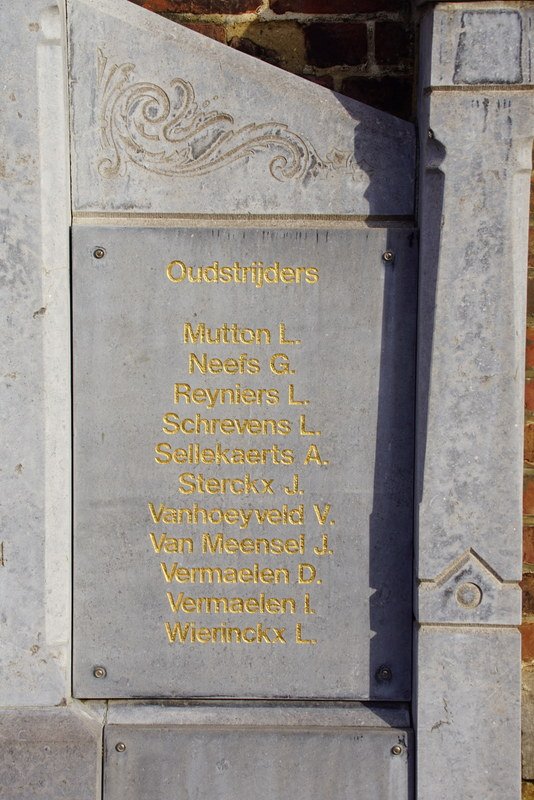 Oudstrijders
Mutton L.
Neefs G.
Reyniers L.
Schrevens L.
Sellekaerts A.
Sterckx J.
Vanhoeyveld V.
Van Meensel J.
Vermaelen D.
Vermaelen I.
Wierinckx L.